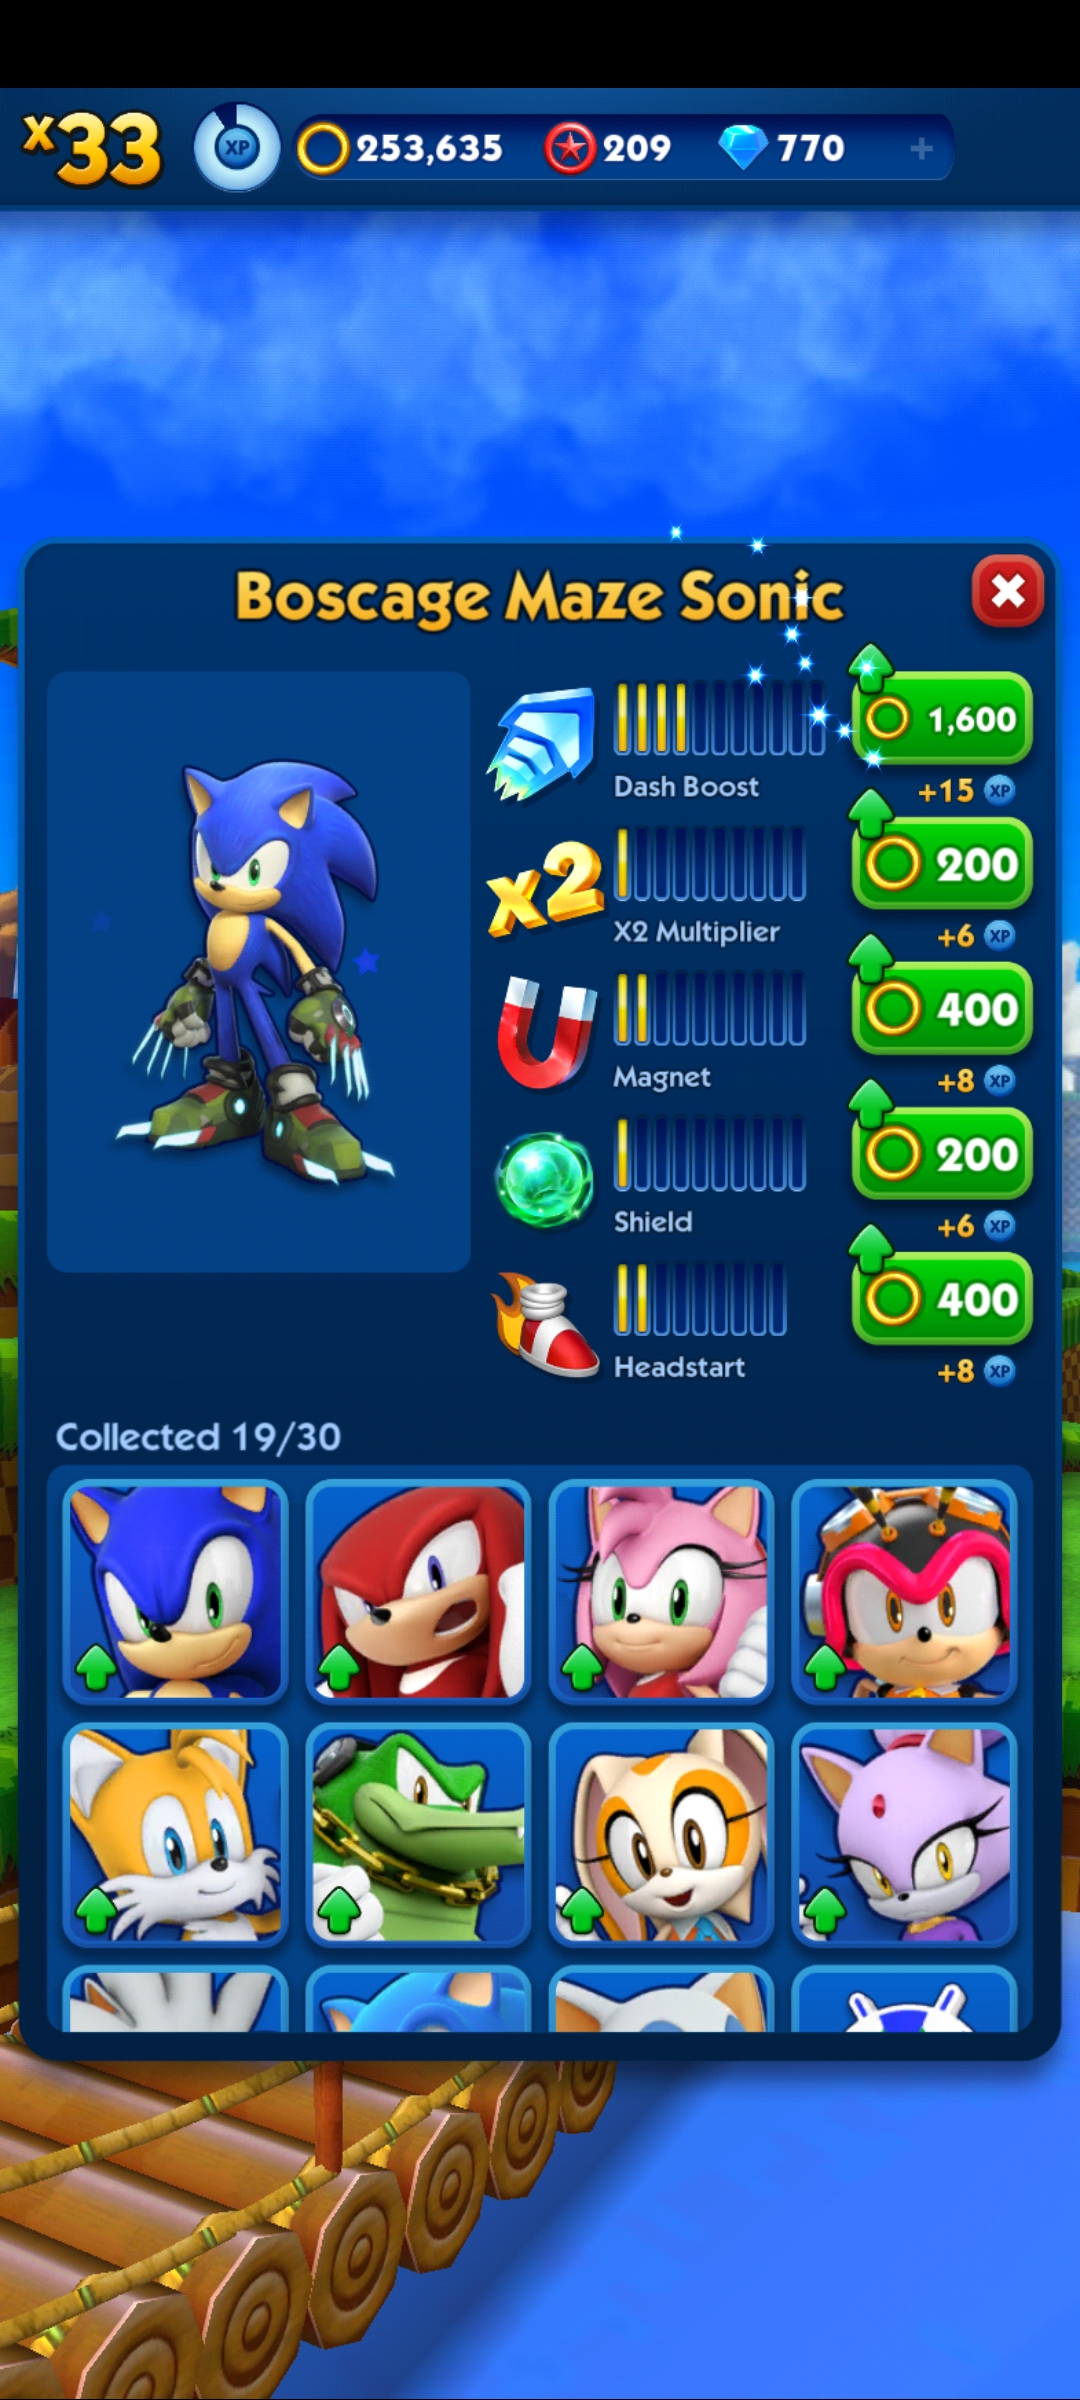 x33
XP
253,635
209
770
+
Boscage Maze Sonic
1,600
Dash Boost
+15 XP
x2
200
X2 Multiplier
+6 XP
400
Magnet
+8 XP
200
Shield
+6 XP
400
Headstart
+8 XP
Collected 19/30